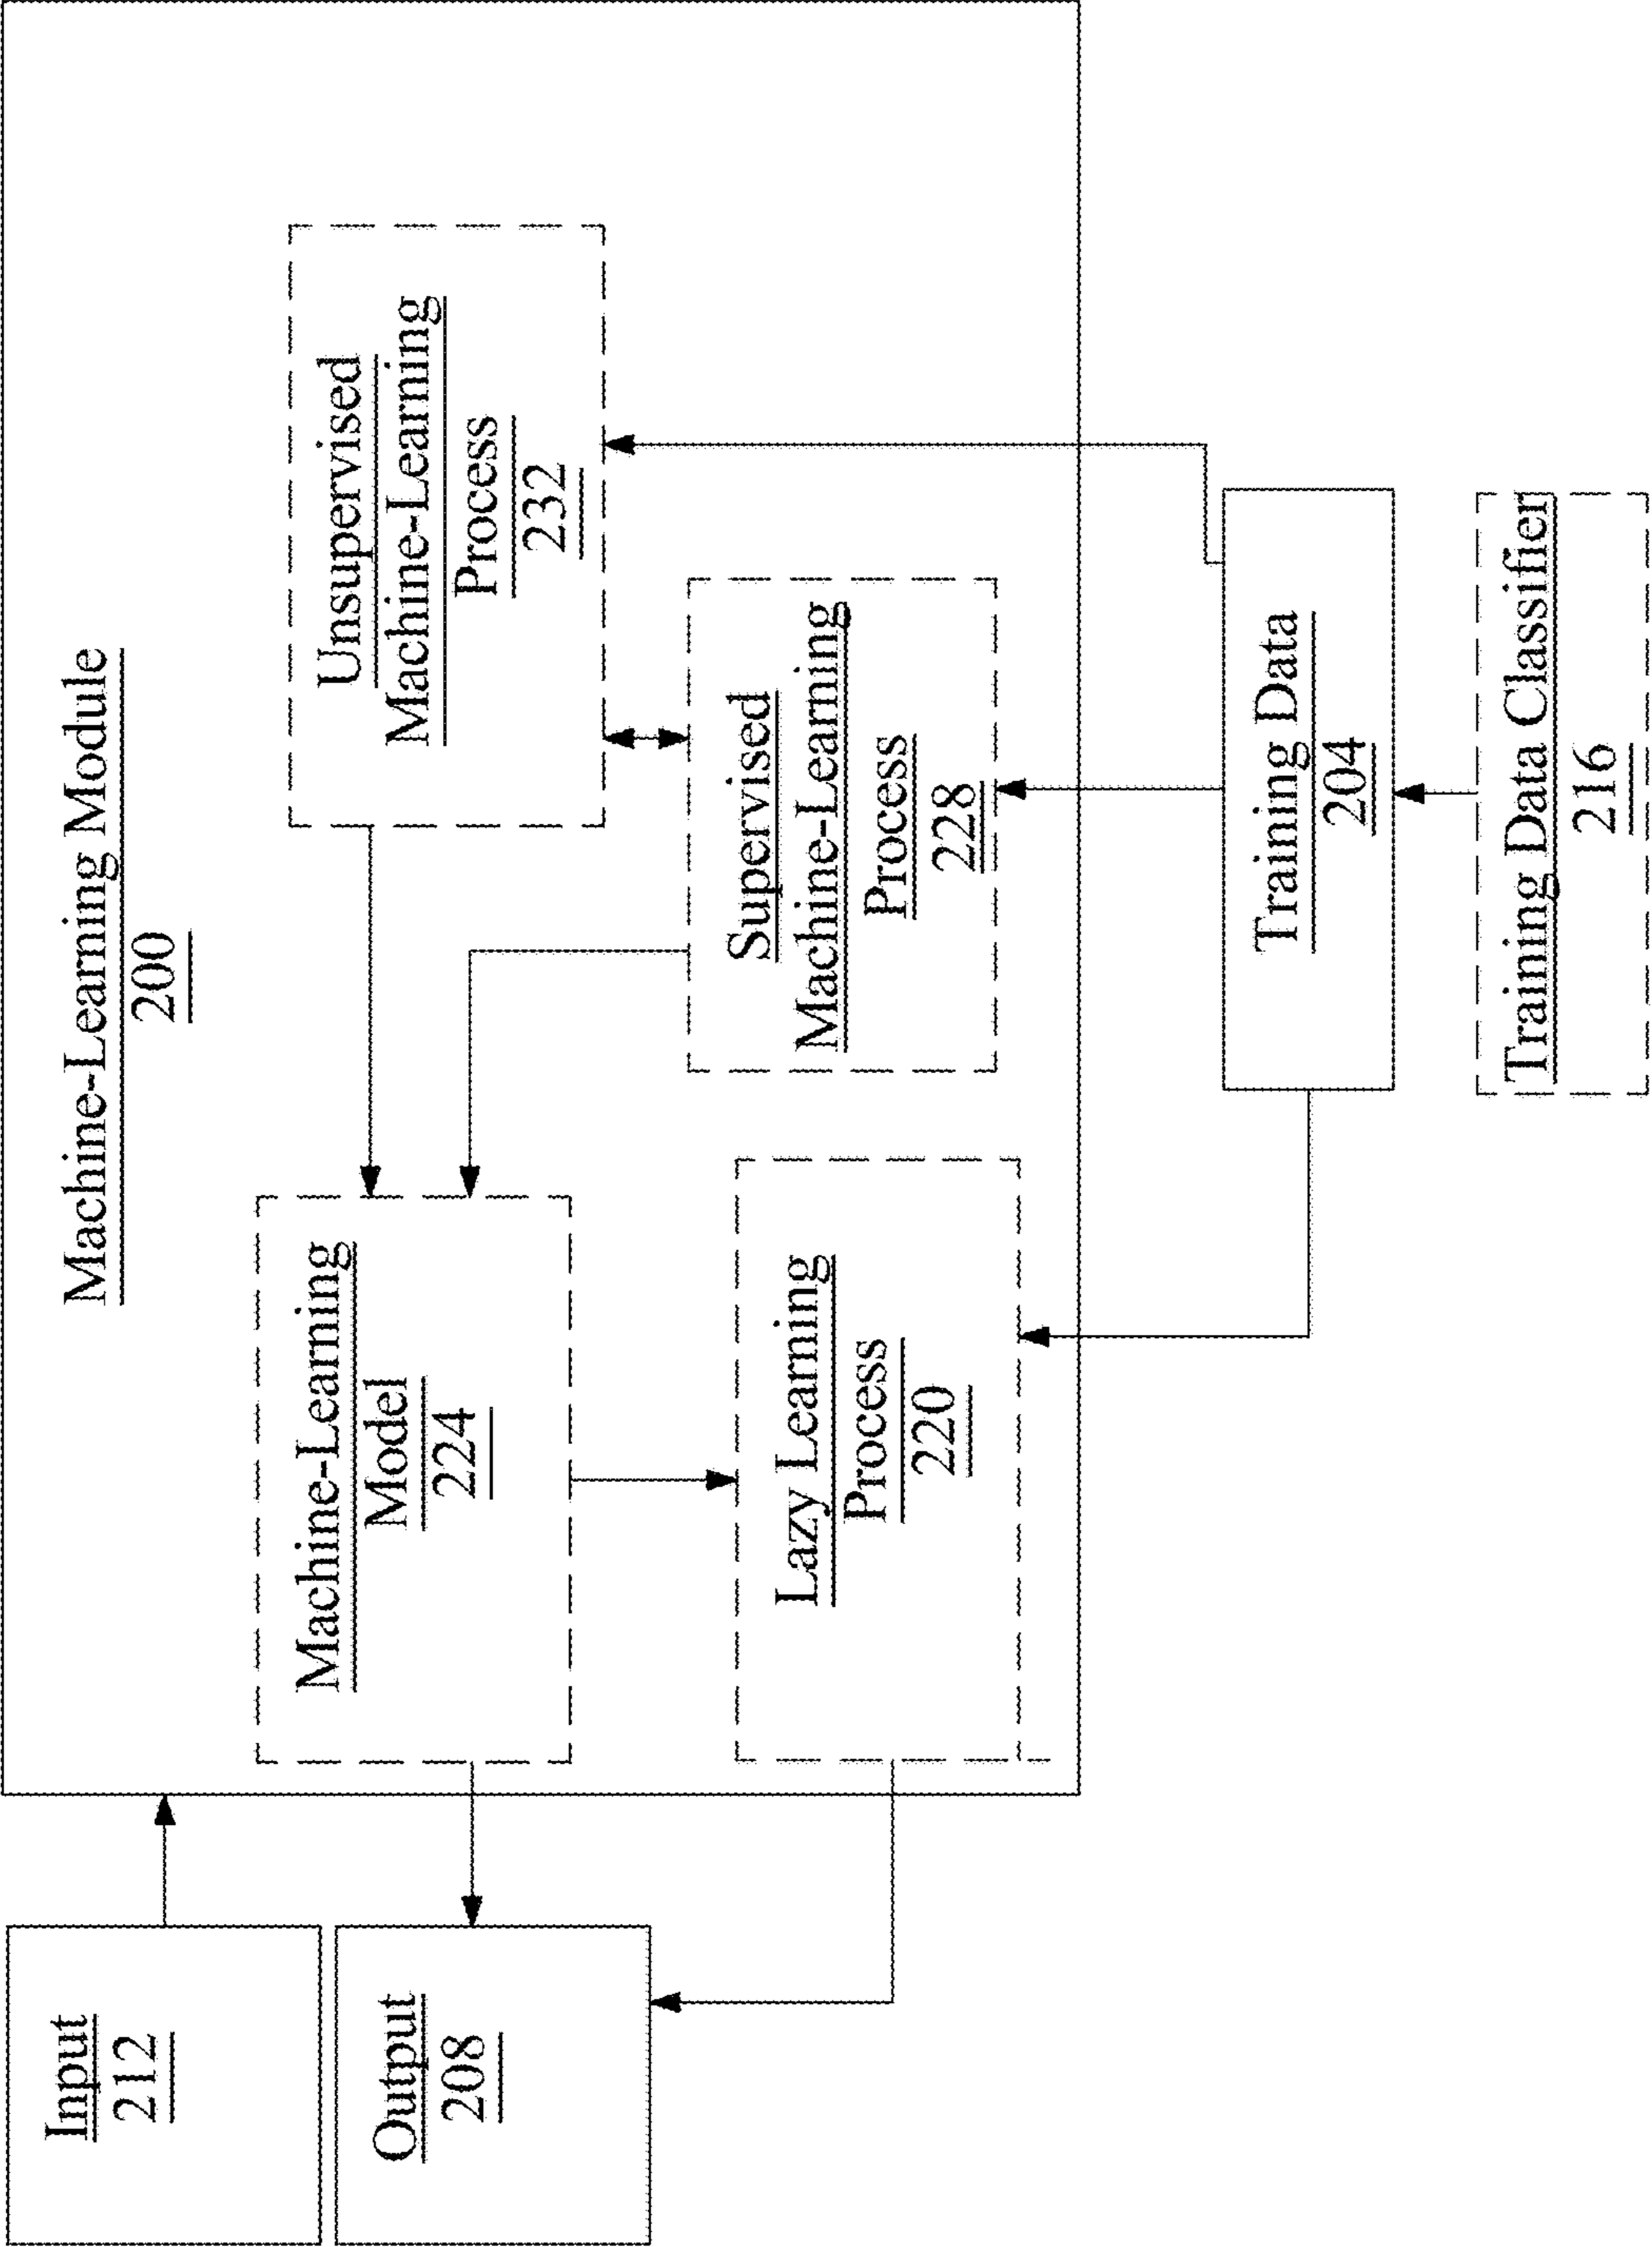 Machine-Learning Module
200
Input
212
Output
208
Machine-Learning
Model
224
Unsupervised
Machine-Learning
Process
232
Lazy Learning
Process
220
Supervised
Machine-Learning
Process
228
Training Data
204
Training Data Classifier
216